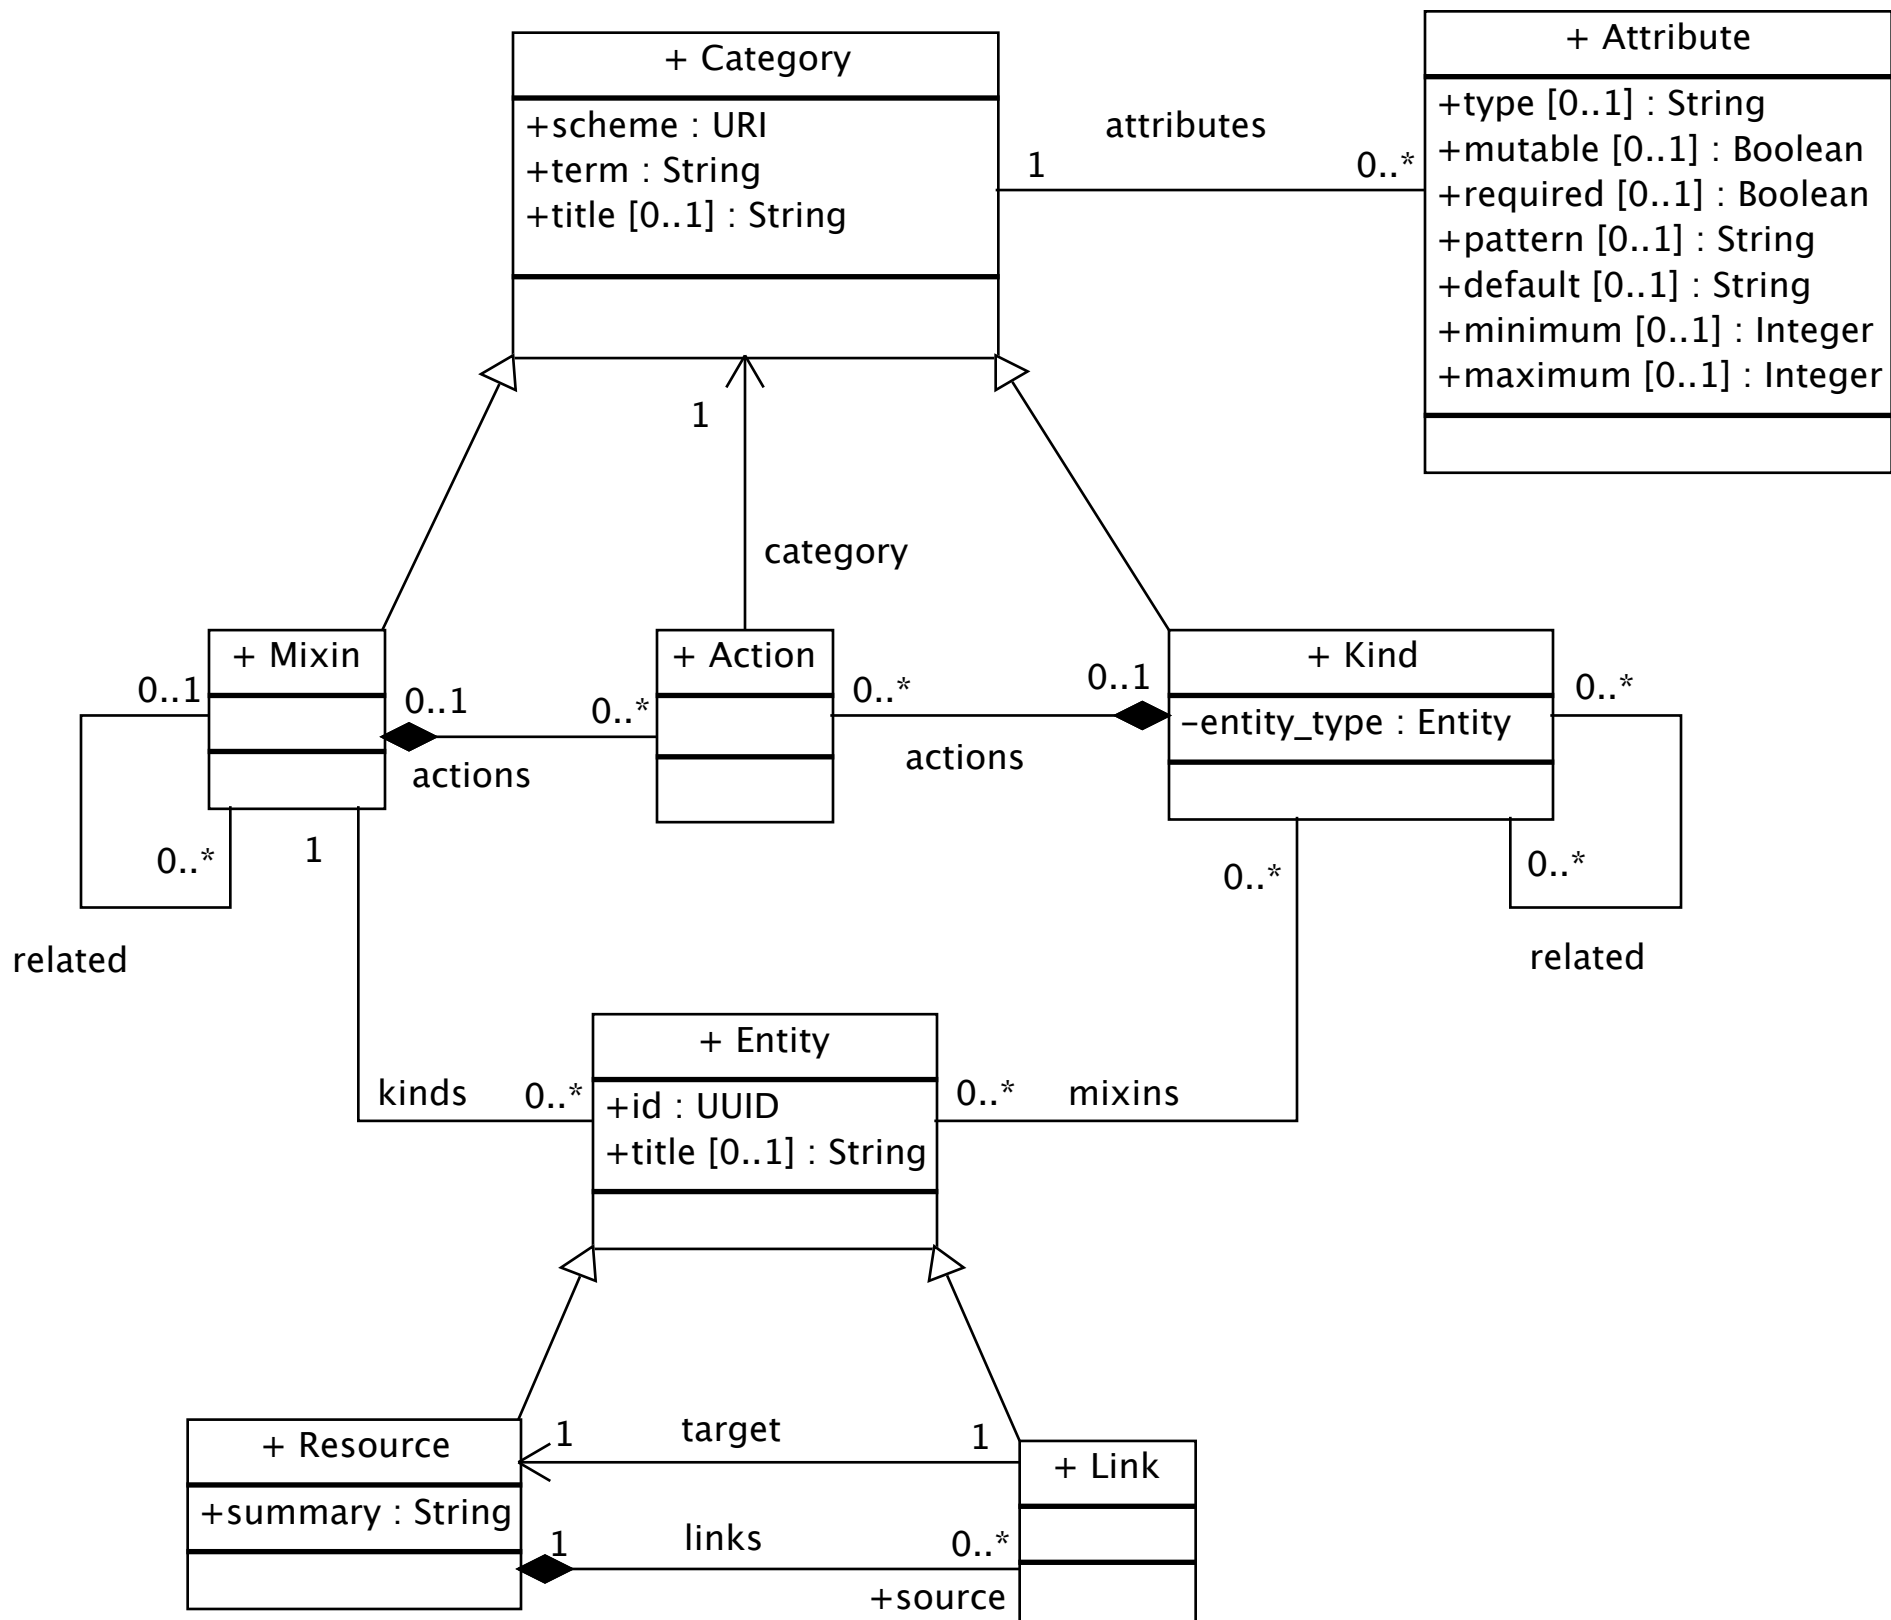 + Category
+scheme : URI
+term : String
+title [0..1] : String
attributes
1
0..*
+ Attribute
+type [0..1] : String
+mutable [0..1] : Boolean
+required [0..1] : Boolean
+pattern [0..1] : String
+default [0..1] : String
+minimum [0..1] : Integer
+maximum [0..1] : Integer
1
category
+ Mixin
0..1
0..1
0..*
actions
0..*
related
1
+ Action
0..*
actions
0..1
+ Kind
-entity_type : Entity
0..*
0..*
related
0..*
kinds
0..*
+ Entity
+id : UUID
+title [0..1] : String
0..*
mixins
+ Resource
+summary : String
1
target
1
1
links
0..*
+source
+ Link